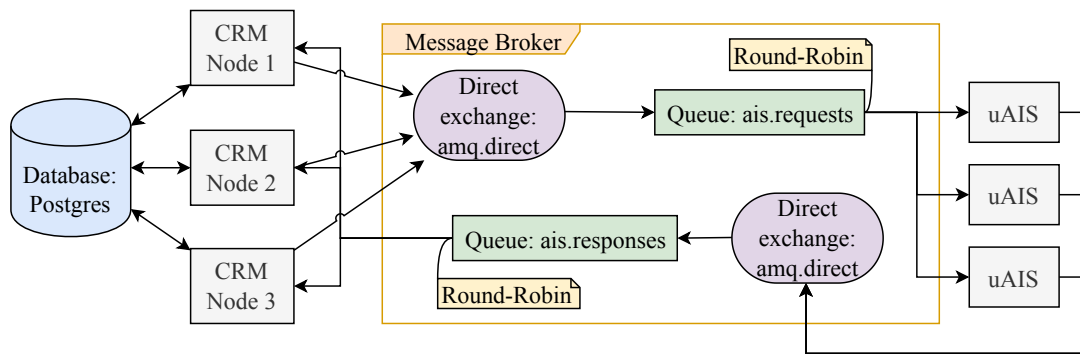 CRM
Node 1
Message Broker
Round-Robin
Direct
exchange:
amq.direct
Queue: ais.requests
uAIS
Database:
Postgres
CRM
Node 2
uAIS
Direct
exchange:
amq.direct
Queue: ais.responses
CRM
Node 3
Round-Robin
uAIS